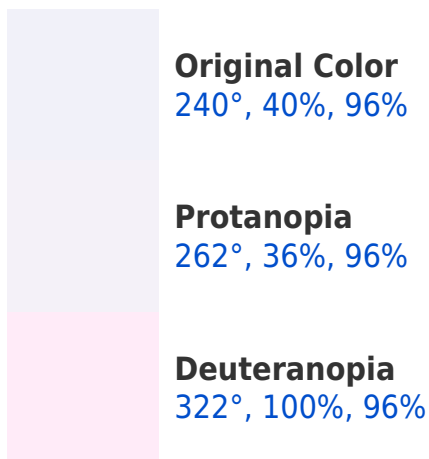 Original Color
240°, 40%, 96%
Protanopia
262°, 36%, 96%
Deuteranopia
322°, 100%, 96%